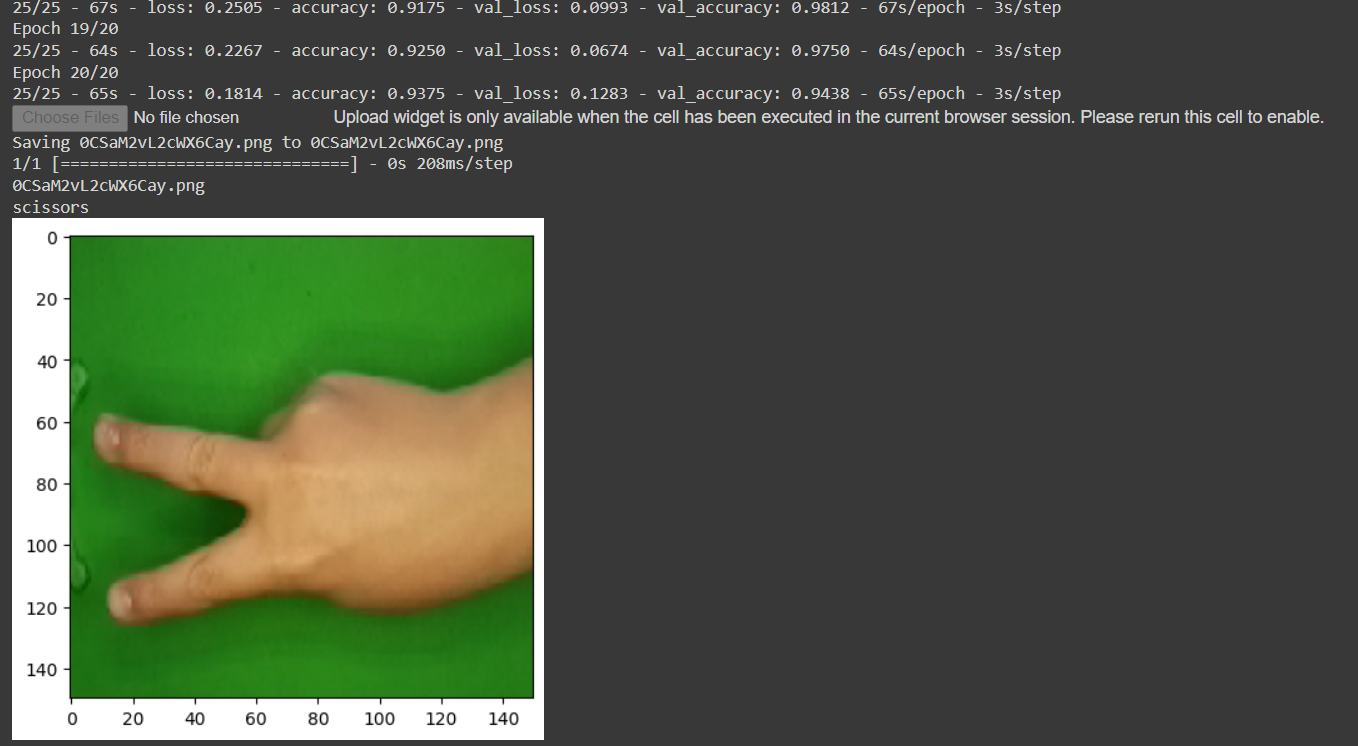 25/25 - 67s - loss: 0.2505 - accuracy: 0.9175 - val_loss: 0.0993 - val_accuracy: 0.9812 - 67s/epoch - 3s/step
Epoch 19/20
25/25 - 64s - loss: 0.2267 - accuracy: 0.9250 - val_loss: 0.0674 - val_accuracy: 0.9750 - 64s/epoch - 3s/step
Epoch 20/20
25/25 - 65s - loss: 0.1814 - accuracy: 0.9375 - val_loss: 0.1283 - val_accuracy: 0.9438 - 65s/epoch - 3s/step
Choose Files No file chosen Upload widget is only available when the cell has been executed in the current browser session. Please rerun this cell to enable.
Saving 0CSaM2vL2cWX6Cay.png to 0CSaM2vL2cWX6Cay.png
1/1 [==============================] - 0s 208ms/step
0CSaM2vL2cWX6Cay.png
scissors
0
20
40
60
80
100
120
140
0 20 40 60 80 100 120 140